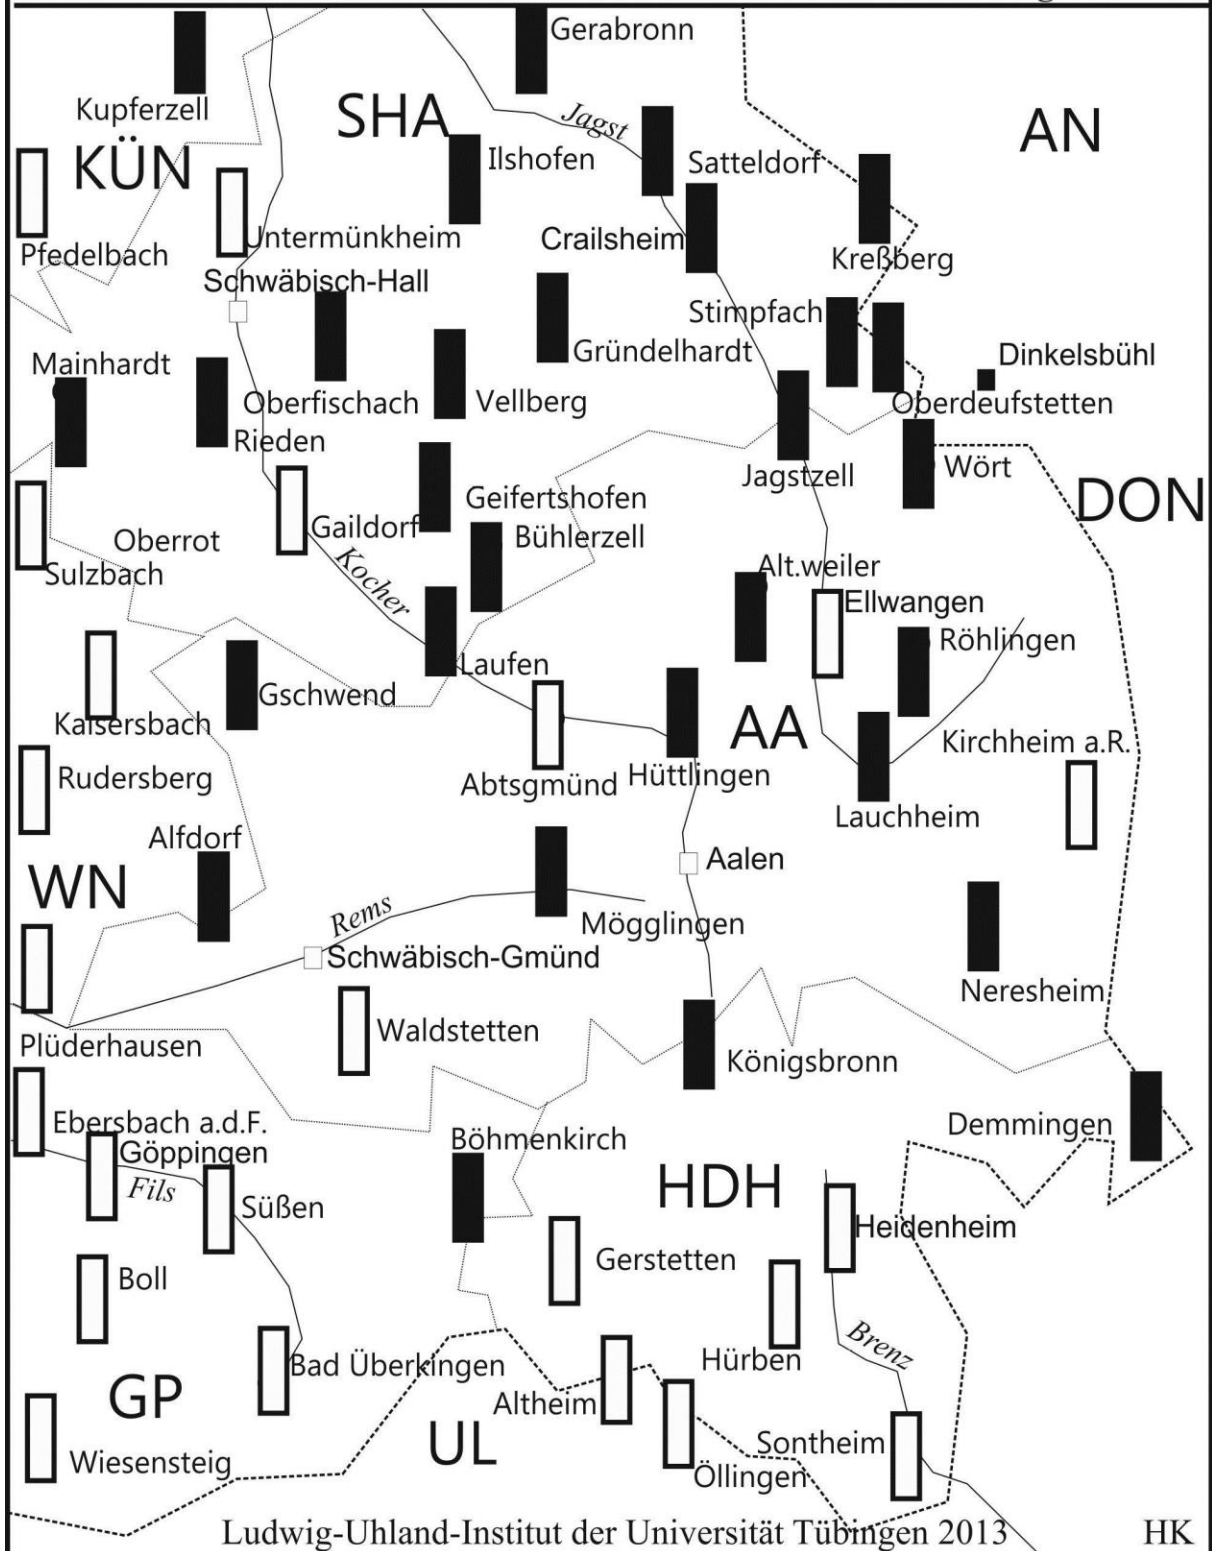 Gerabronn
Kupferzell
SHA
Jagst
AN
KÜN
Ilshofen
Satteldorf
Pfedelbach
Untermünkheim
Crailsheim
Kreßberg
Schwäbisch-Hall
Stimpfach
Mainhardt
Gründelhardt
Dinkelsbühl
Oberfischach
Vellberg
Oberdeufstetten
Rieden
Jagstzell
Wört
Geifertshofen
DON
Gaildorf
Bühlerzell
Oberrot
Sulzbach
Kocher
Alt.weiler
Ellwangen
Röhlingen
Laufen
Gschwend
Kaisersbach
AA
Kirchheim a.R.
Rudersberg
Abtsgmünd
Hüttlingen
Lauchheim
Alfdorf
Aalen
WN
Rems
Mögglingen
Schwäbisch-Gmünd
Neresheim
Plüderhausen
Waldstetten
Königsbronn
Ebersbach a.d.F.
Böhmenkirch
Demmingen
Göppingen
Fils
Süßen
HDH
Heidenheim
Boll
Gerstetten
Brenz
Hürben
Bad Überkingen
GP
Altheim
UL
Sontheim
Wiesensteig
Öllingen
Ludwig-Uhland-Institut der Universität Tübingen 2013
HK